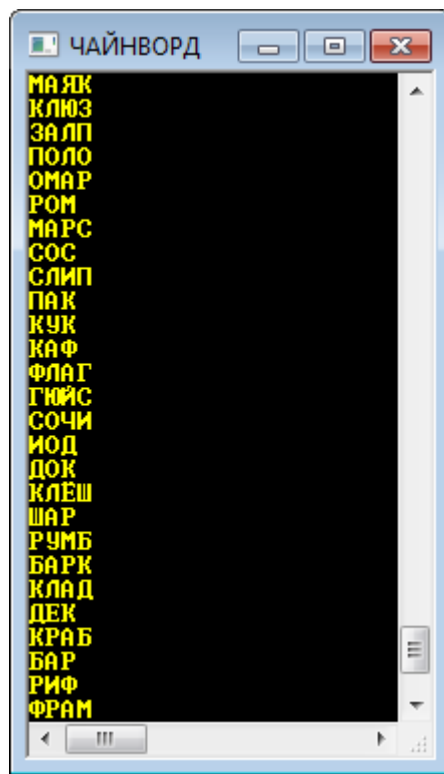 ЧАЙНВОРД
МАЯК
КЛЮЗ
ЗАЛП
ПОЛО
ОМАР
РОМ
МАРС
СОС
СЛИП
ПАК
КУК
КАФ
ФЛАГ
ГЮЙС
СОЧИ
ИОД
ДОК
КЛЁШ
ШАР
РУМБ
БАРК
КЛАД
ДЕК
КРАБ
БАР
РИФ
ФРАМ